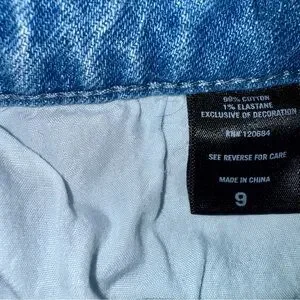 99% COTTON
1% ELASTANE
EXCLUSIVE OF DECORATION
RN# 120684
SEE REVERSE FOR CARE
MADE IN CHINA
9